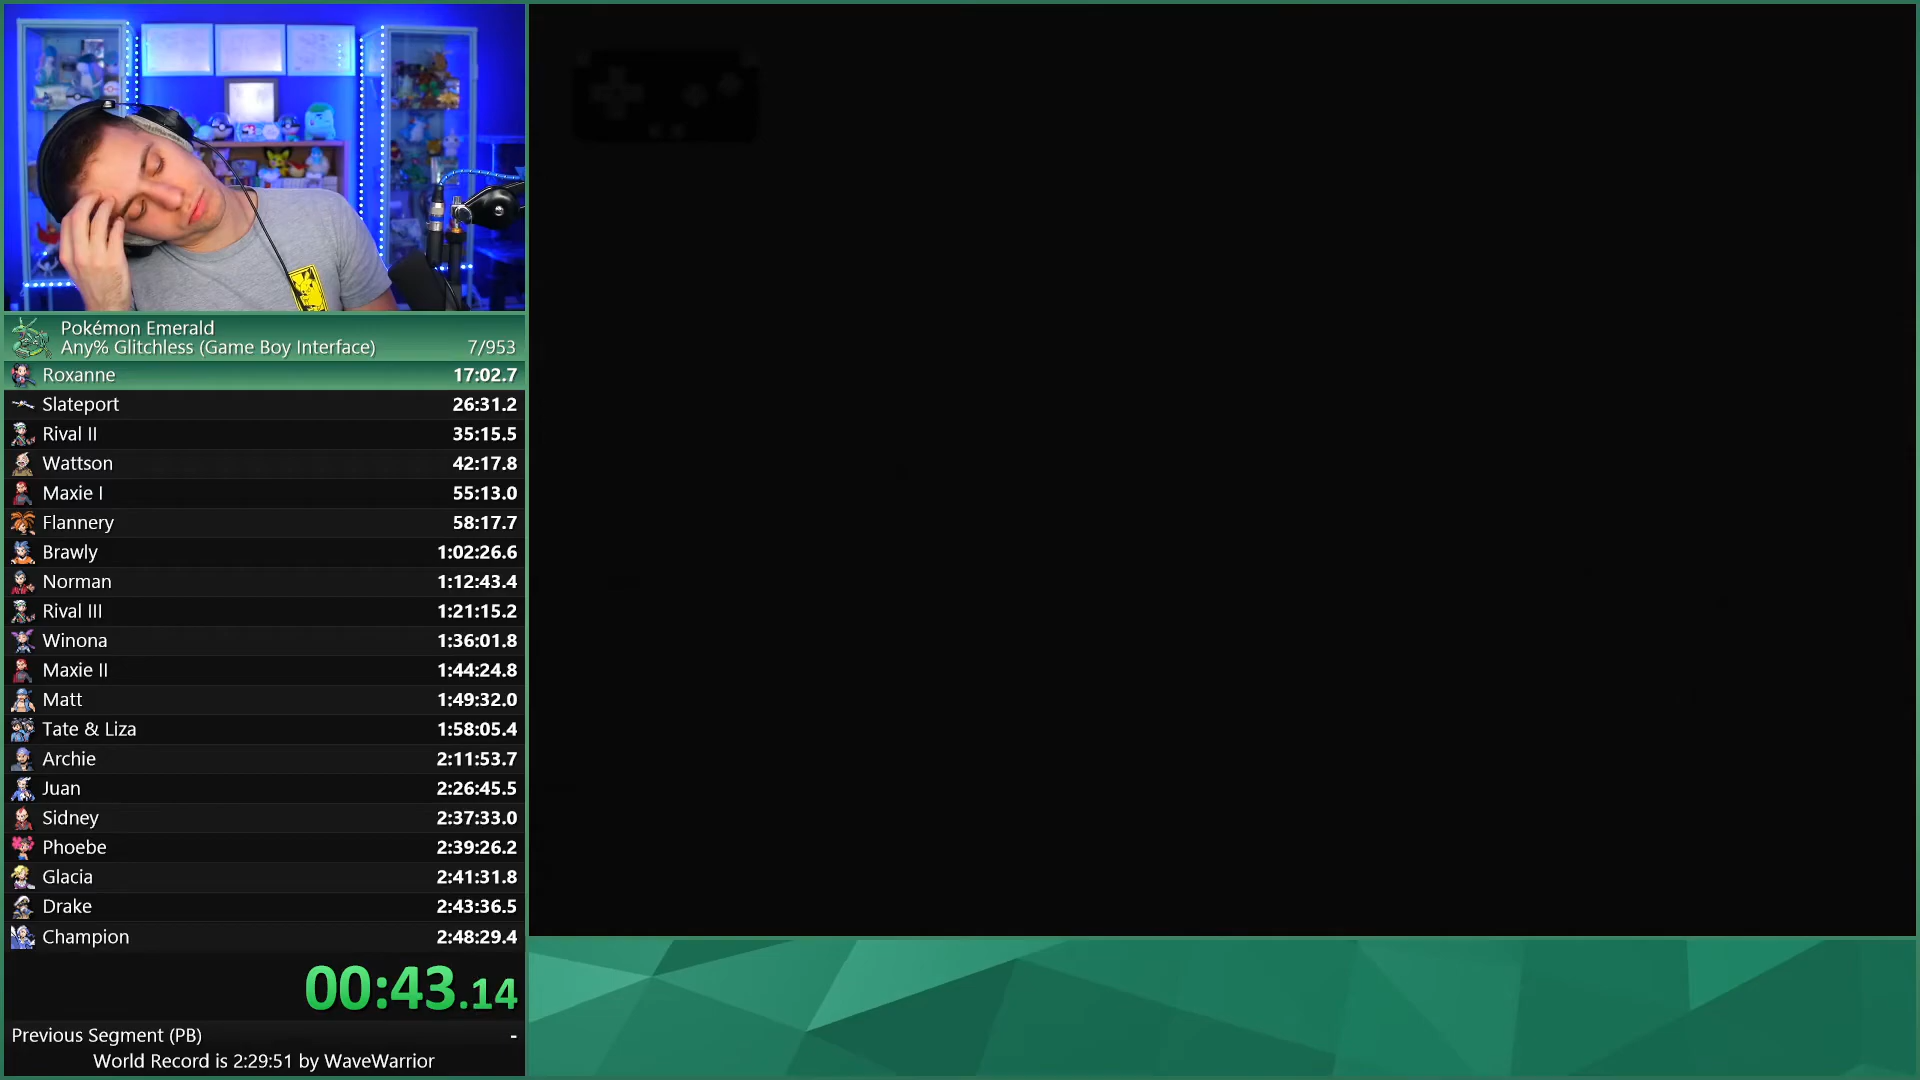 Pokémon Emerald
Any% Glitchless (Game Boy Interface) 7/953
Roxanne 17:02.7
Slateport 26:31.2
Rival II 35:15.5
Wattson 42:17.8
Maxie I 55:13.0
Flannery 58:17.7
Brawly 1:02:26.6
Norman 1:12:43.4
Rival III 1:21:15.2
Winona 1:36:01.8
Maxie II 1:44:24.8
Matt 1:49:32.0
Tate & Liza 1:58:05.4
Archie 2:11:53.7
Juan 2:26:45.5
Sidney 2:37:33.0
Phoebe 2:39:26.2
Glacia 2:41:31.8
Drake 2:43:36.5
Champion 2:48:29.4
00:43.14
Previous Segment (PB) -
World Record is 2:29:51 by WaveWarrior